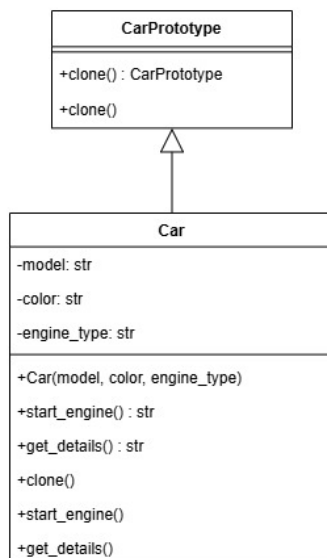 CarPrototype
+clone() : CarPrototype
+clone()
Car
-model: str
-color: str
-engine_type: str
+Car(model, color, engine_type)
+start_engine() : str
+get_details() : str
+clone()
+start_engine()
+get_details()